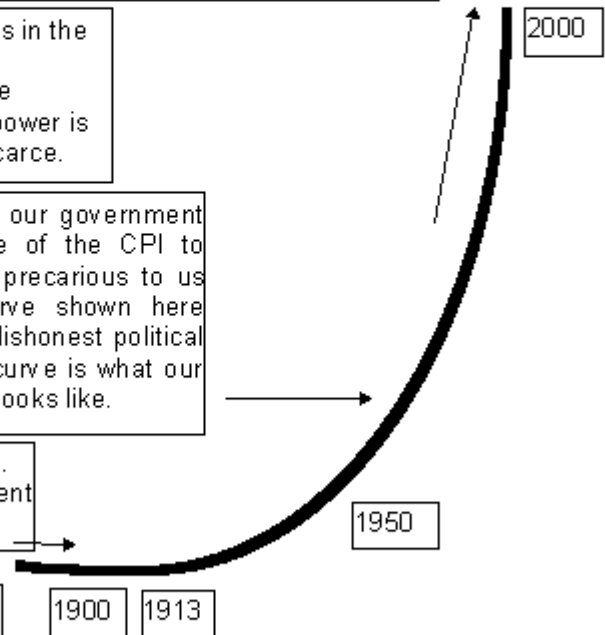 s in the
e
power is
carce.
2000
our government
e of the CPI to
precarious to us
rve shown here
dishonest political
curve is what our
ooks like.
.
ent
1950
1900
1913